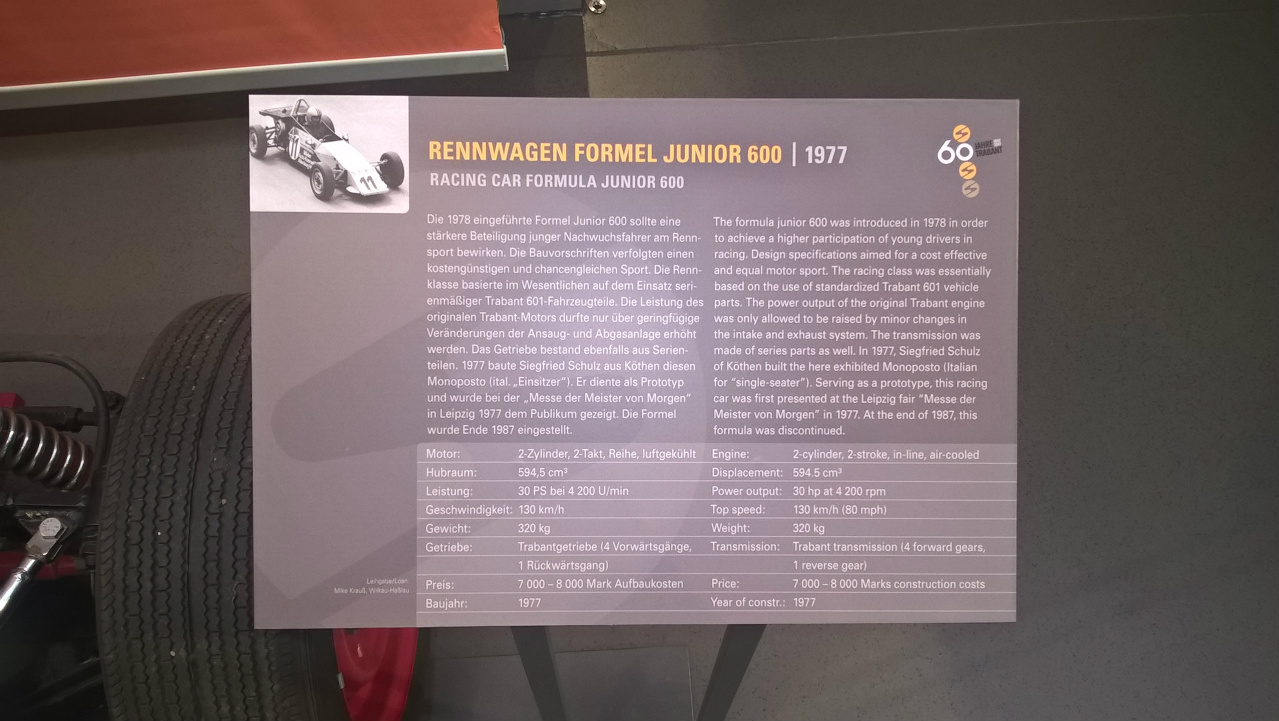 RENNWAGEN FORMEL JUNIOR 600 | 1977
RACING CAR FORMULA JUNIOR 600
60 JAHRE
TRABANT
11
11
Die 1978 eingeführte Formel Junior 600 sollte eine
stärkere Beteiligung junger Nachwuchsfahrer am Renn-
sport bewirken. Die Bauvorschriften verfolgten einen
kostengünstigen und chancengleichen Sport. Die Renn-
klasse basierte im Wesentlichen auf dem Einsatz seri-
enmäßiger Trabant 601-Fahrzeugteile. Die Leistung des
originalen Trabant-Motors durfte nur über geringfügige
Veränderungen der Ansaug- und Abgasanlage erhöht
werden. Das Getriebe bestand ebenfalls aus Serien-
teilen. 1977 baute Siegfried Schulz aus Köthen diesen
Monoposto (ital. „Einsitzer“). Er diente als Prototyp
und wurde bei der „Messe der Meister von Morgen“
in Leipzig 1977 dem Publikum gezeigt. Die Formel
wurde Ende 1987 eingestellt.
The formula junior 600 was introduced in 1978 in order
to achieve a higher participation of young drivers in
racing. Design specifications aimed for a cost effective
and equal motor sport. The racing class was essentially
based on the use of standardized Trabant 601 vehicle
parts. The power output of the original Trabant engine
was only allowed to be raised by minor changes in
the intake and exhaust system. The transmission was
made of series parts as well. In 1977, Siegfried Schulz
of Köthen built the here exhibited Monoposto (Italian
for “single-seater”). Serving as a prototype, this racing
car was first presented at the Leipzig fair “Messe der
Meister von Morgen” in 1977. At the end of 1987, this
formula was discontinued.
Motor: 2-Zylinder, 2-Takt, Reihe, luftgekühlt
Hubraum: 594,5 cm³
Leistung: 30 PS bei 4 200 U/min
Geschwindigkeit: 130 km/h
Gewicht: 320 kg
Getriebe: Trabantgetriebe (4 Vorwärtsgänge,
1 Rückwärtsgang)
Preis: 7 000 – 8 000 Mark Aufbaukosten
Baujahr: 1977
Engine: 2-cylinder, 2-stroke, in-line, air-cooled
Displacement: 594.5 cm³
Power output: 30 hp at 4 200 rpm
Top speed: 130 km/h (80 mph)
Weight: 320 kg
Transmission: Trabant transmission (4 forward gears,
1 reverse gear)
Price: 7 000 – 8 000 Marks construction costs
Year of constr.: 1977
Leihgabe/Loan:
Mike Krauß, Wilkau-Haßlau